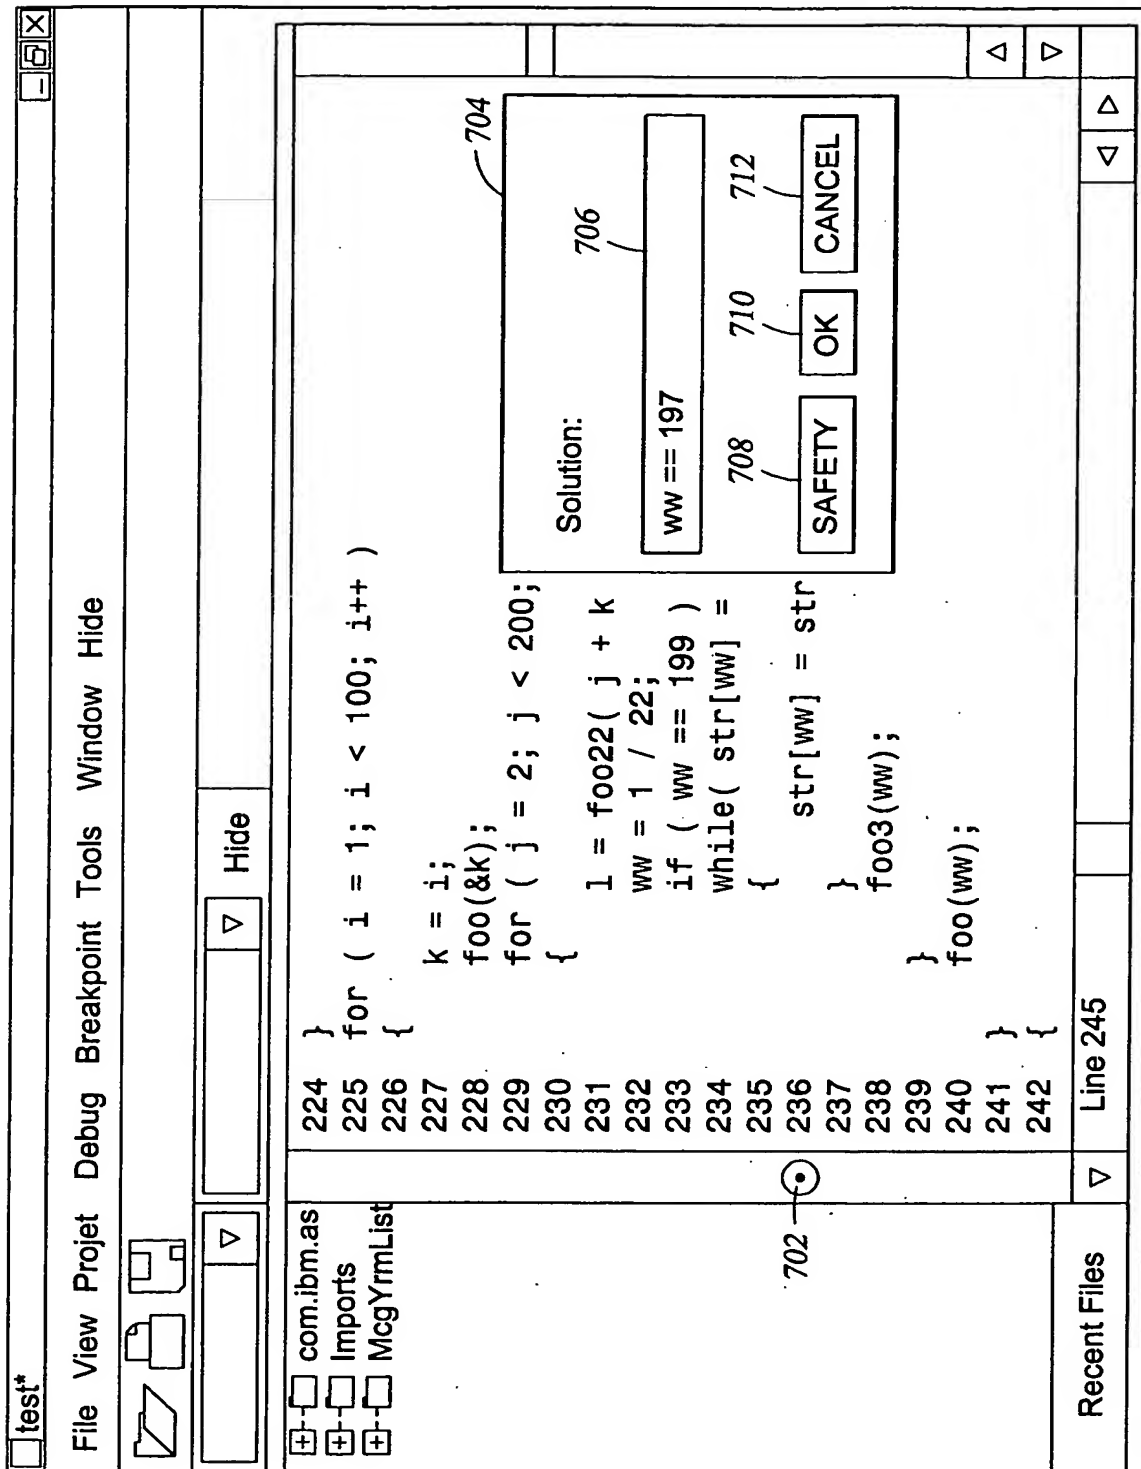 test*
File View Projet Debug Breakpoint Tools Window Hide
Hide
com.ibm.as
Imports
McgYrmList
224 }
225 for ( i = 1; i < 100; i++ )
226 {
227 k = i;
228 foo(&k);
229 for ( j = 2; j < 200;
230 {
231 l = foo22( j + k
232 ww = 1 / 22;
233 if ( ww == 199 )
234 while( str[ww] =
235 {
236 str[ww] = str
237 }
238 foo3(ww);
239 }
240 foo(ww);
241 }
242 {
702
704
Solution:
706
ww == 197
708 710 712
SAFETY OK CANCEL
Recent Files
Line 245